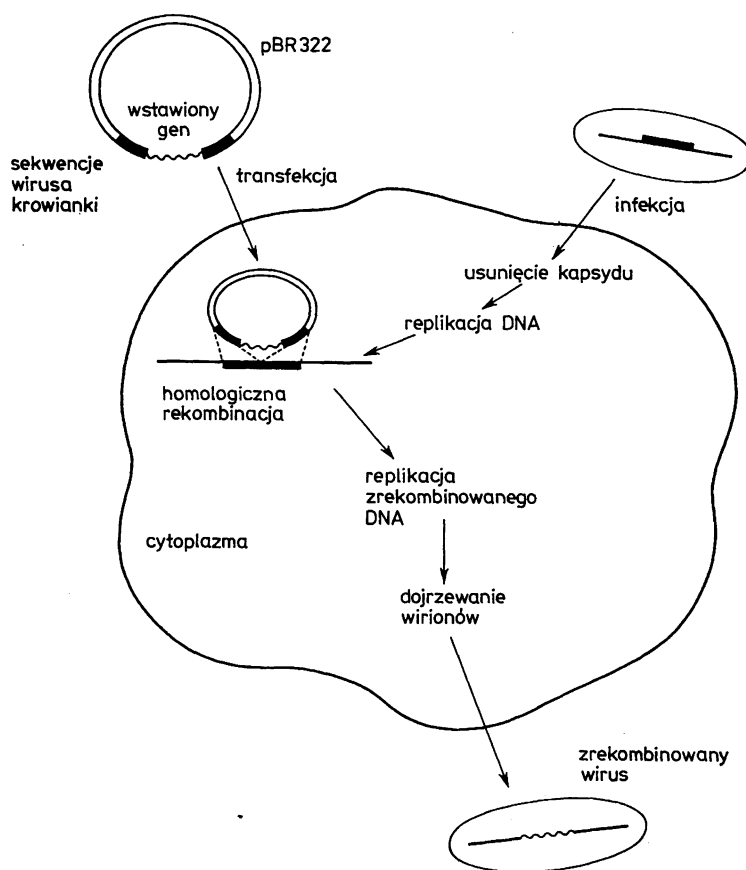 pBR322
wstawiony
gen
sekwencje
wirusa
krowianki
transfekcja
infekcja
usunięcie kapsydu
replikacja DNA
homologiczna
rekombinacja
replikacja
zrekombinowanego
DNA
cytoplazma
dojrzewanie
wirionów
zrekombinowany
wirus